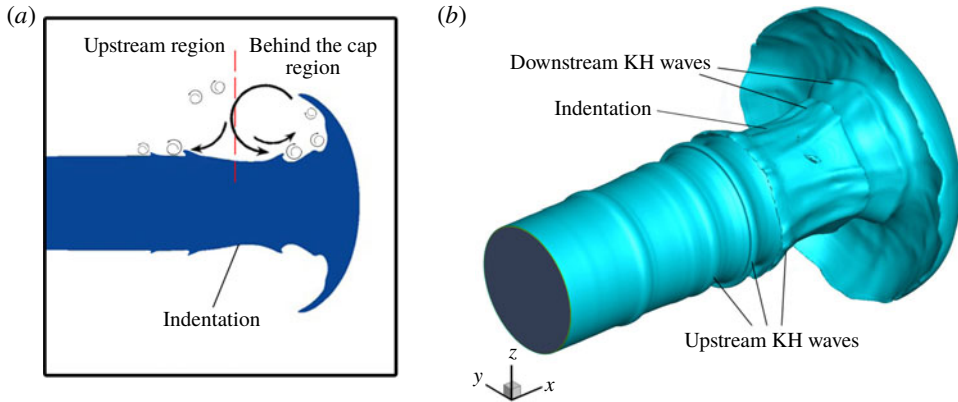 (a)
Upstream region
Behind the cap
region
Indentation
(b)
Downstream KH waves
Indentation
Upstream KH waves
z
y
x